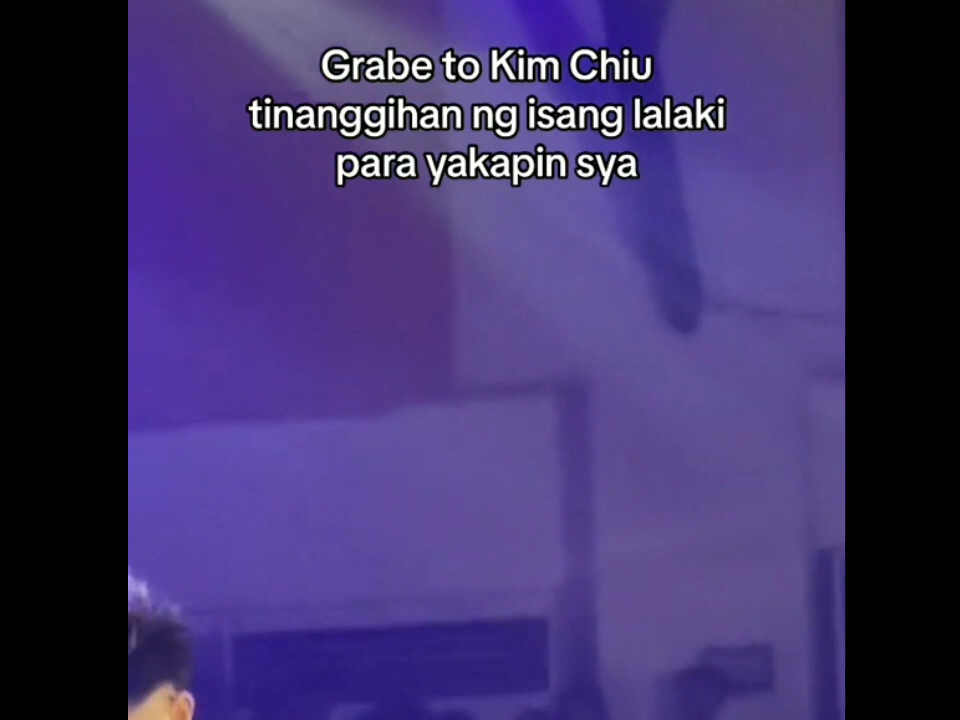 Grabe to Kim Chiu
tinanggihan ng isang lalaki
para yakapin sya